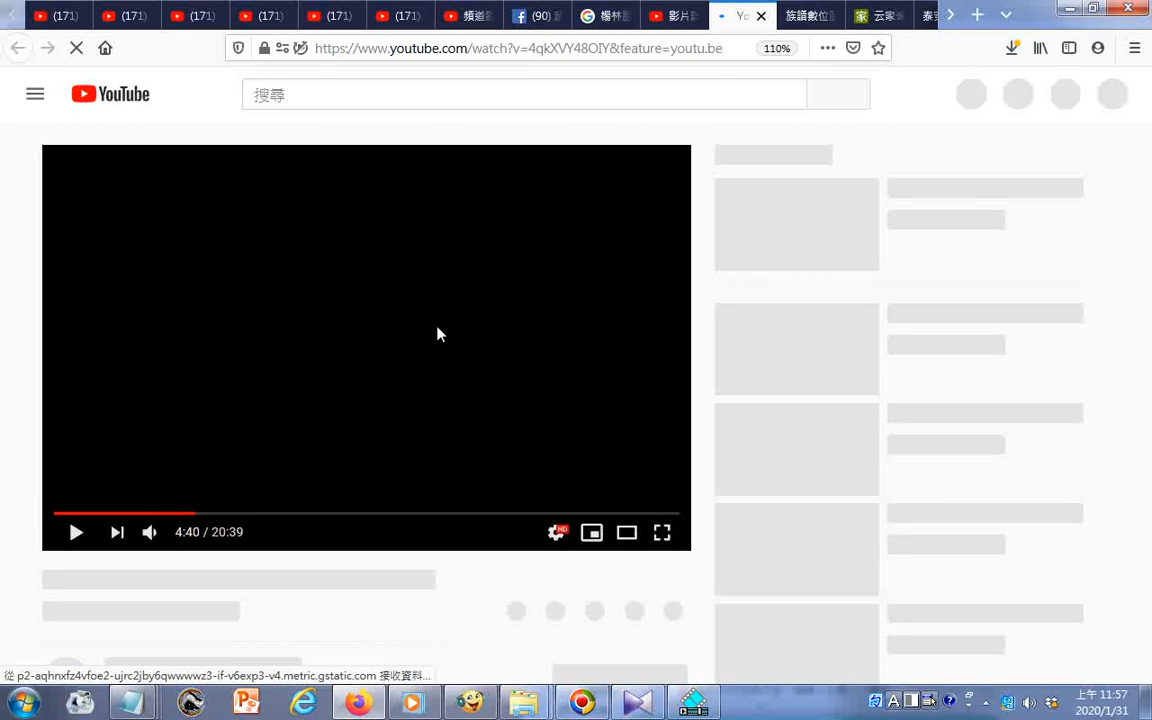 (171) (171) (171) (171) (171) (171) 頻道 (90) 楊林 影片 Yo 族譜數位 家 云家 泰
https://www.youtube.com/watch?v=4qkXVY48OIY&feature=youtu.be 110%
YouTube 搜尋
4:40 / 20:39 HD
從 p2-aqhnxfz4vfoe2-ujrc2jby6qwwwwz3-if-v6exp3-v4.metric.gstatic.com 接收資料...
A
上午 11:57
2020/1/31